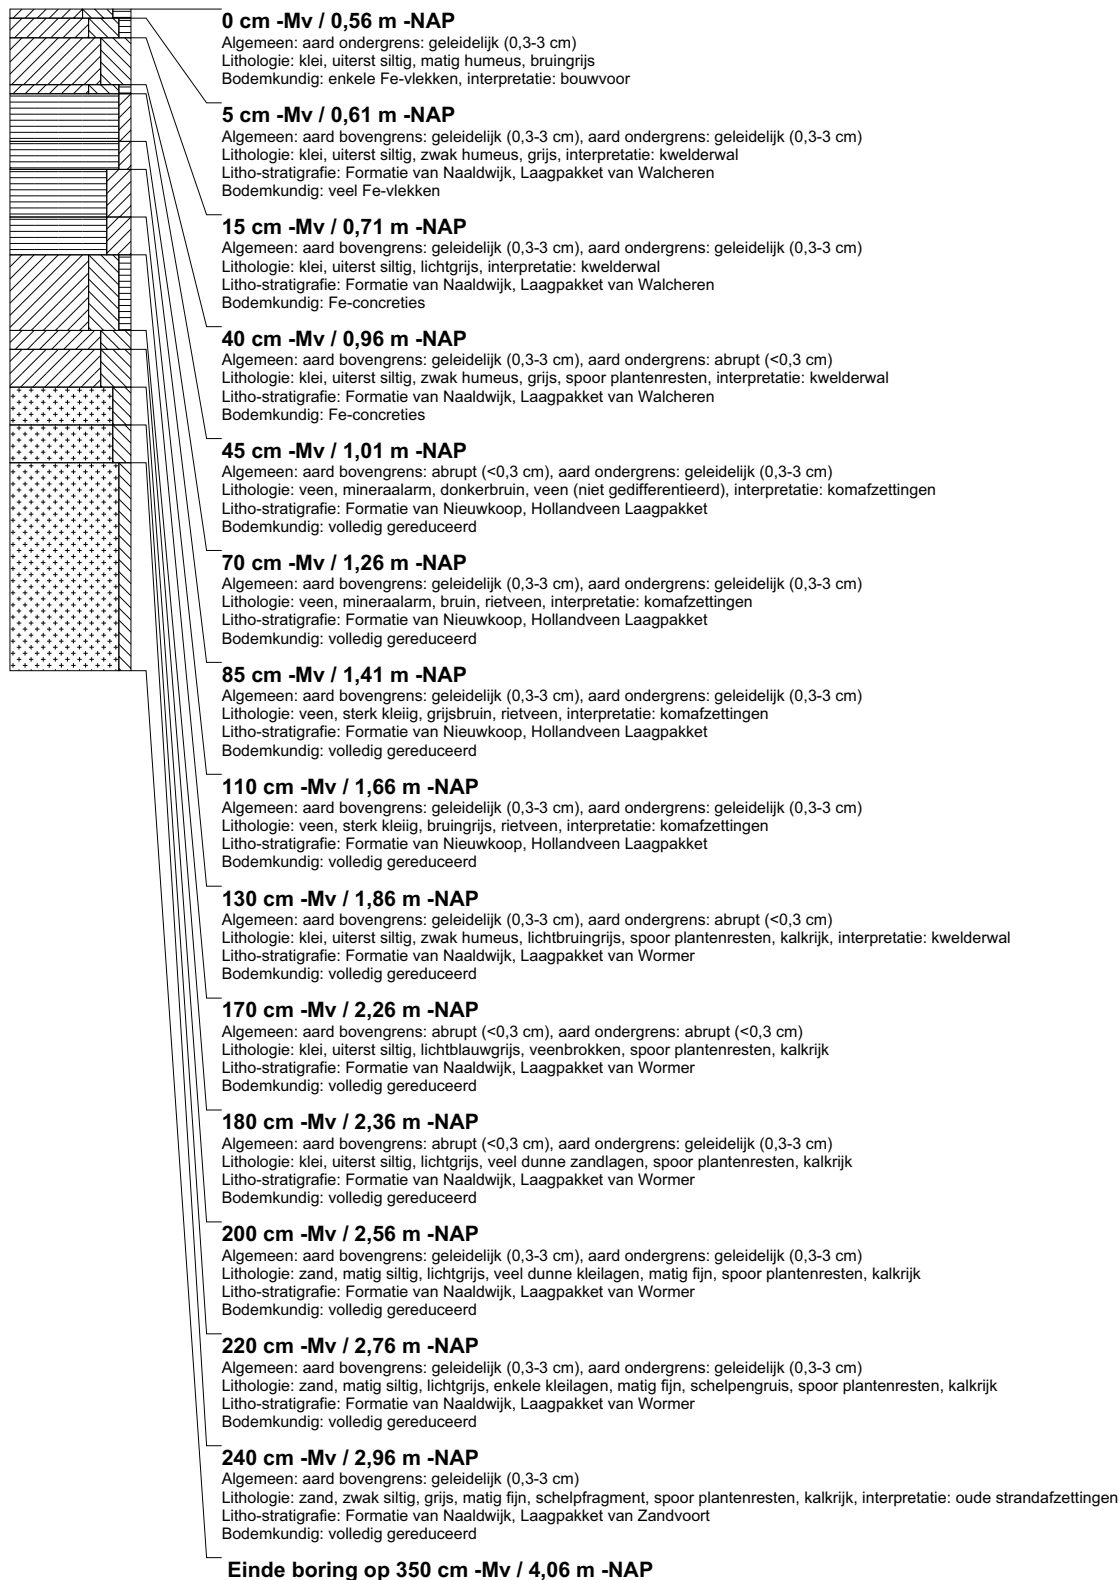 0 cm -Mv / 0,56 m -NAP
Algemeen: aard ondergrens: geleidelijk (0,3-3 cm)
Lithologie: klei, uiterst siltig, matig humeus, bruingrijs
Bodemkundig: enkele Fe-vlekken, interpretatie: bouwvoor
5 cm -Mv / 0,61 m -NAP
Algemeen: aard bovengrens: geleidelijk (0,3-3 cm), aard ondergrens: geleidelijk (0,3-3 cm)
Lithologie: klei, uiterst siltig, zwak humeus, grijs, interpretatie: kwelderwal
Litho-stratigrafie: Formatie van Naaldwijk, Laagpakket van Walcheren
Bodemkundig: veel Fe-vlekken
15 cm -Mv / 0,71 m -NAP
Algemeen: aard bovengrens: geleidelijk (0,3-3 cm), aard ondergrens: geleidelijk (0,3-3 cm)
Lithologie: klei, uiterst siltig, lichtgrijs, interpretatie: kwelderwal
Litho-stratigrafie: Formatie van Naaldwijk, Laagpakket van Walcheren
Bodemkundig: Fe-concreties
40 cm -Mv / 0,96 m -NAP
Algemeen: aard bovengrens: geleidelijk (0,3-3 cm), aard ondergrens: abrupt (<0,3 cm)
Lithologie: klei, uiterst siltig, zwak humeus, grijs, spoor plantenresten, interpretatie: kwelderwal
Litho-stratigrafie: Formatie van Naaldwijk, Laagpakket van Walcheren
Bodemkundig: Fe-concreties
45 cm -Mv / 1,01 m -NAP
Algemeen: aard bovengrens: abrupt (<0,3 cm), aard ondergrens: geleidelijk (0,3-3 cm)
Lithologie: veen, mineraalarm, donkerbruin, veen (niet gedifferentieerd), interpretatie: komafzettingen
Litho-stratigrafie: Formatie van Nieuwkoop, Hollandveen Laagpakket
Bodemkundig: volledig gereduceerd
70 cm -Mv / 1,26 m -NAP
Algemeen: aard bovengrens: geleidelijk (0,3-3 cm), aard ondergrens: geleidelijk (0,3-3 cm)
Lithologie: veen, mineraalarm, bruin, rietveen, interpretatie: komafzettingen
Litho-stratigrafie: Formatie van Nieuwkoop, Hollandveen Laagpakket
Bodemkundig: volledig gereduceerd
85 cm -Mv / 1,41 m -NAP
Algemeen: aard bovengrens: geleidelijk (0,3-3 cm), aard ondergrens: geleidelijk (0,3-3 cm)
Lithologie: veen, sterk kleiig, grijsbruin, rietveen, interpretatie: komafzettingen
Litho-stratigrafie: Formatie van Nieuwkoop, Hollandveen Laagpakket
Bodemkundig: volledig gereduceerd
110 cm -Mv / 1,66 m -NAP
Algemeen: aard bovengrens: geleidelijk (0,3-3 cm), aard ondergrens: geleidelijk (0,3-3 cm)
Lithologie: veen, sterk kleiig, bruingrijs, rietveen, interpretatie: komafzettingen
Litho-stratigrafie: Formatie van Nieuwkoop, Hollandveen Laagpakket
Bodemkundig: volledig gereduceerd
130 cm -Mv / 1,86 m -NAP
Algemeen: aard bovengrens: geleidelijk (0,3-3 cm), aard ondergrens: abrupt (<0,3 cm)
Lithologie: klei, uiterst siltig, zwak humeus, lichtbruingrijs, spoor plantenresten, kalkrijk, interpretatie: kwelderwal
Litho-stratigrafie: Formatie van Naaldwijk, Laagpakket van Wormer
Bodemkundig: volledig gereduceerd
170 cm -Mv / 2,26 m -NAP
Algemeen: aard bovengrens: abrupt (<0,3 cm), aard ondergrens: abrupt (<0,3 cm)
Lithologie: klei, uiterst siltig, lichtblauwgrijs, veenbrokken, spoor plantenresten, kalkrijk
Litho-stratigrafie: Formatie van Naaldwijk, Laagpakket van Wormer
Bodemkundig: volledig gereduceerd
180 cm -Mv / 2,36 m -NAP
Algemeen: aard bovengrens: abrupt (<0,3 cm), aard ondergrens: geleidelijk (0,3-3 cm)
Lithologie: klei, uiterst siltig, lichtgrijs, veel dunne zandlagen, spoor plantenresten, kalkrijk
Litho-stratigrafie: Formatie van Naaldwijk, Laagpakket van Wormer
Bodemkundig: volledig gereduceerd
200 cm -Mv / 2,56 m -NAP
Algemeen: aard bovengrens: geleidelijk (0,3-3 cm), aard ondergrens: geleidelijk (0,3-3 cm)
Lithologie: zand, matig siltig, lichtgrijs, veel dunne kleilagen, matig fijn, spoor plantenresten, kalkrijk
Litho-stratigrafie: Formatie van Naaldwijk, Laagpakket van Wormer
Bodemkundig: volledig gereduceerd
220 cm -Mv / 2,76 m -NAP
Algemeen: aard bovengrens: geleidelijk (0,3-3 cm), aard ondergrens: geleidelijk (0,3-3 cm)
Lithologie: zand, matig siltig, lichtgrijs, enkele kleilagen, matig fijn, schelpengruis, spoor plantenresten, kalkrijk
Litho-stratigrafie: Formatie van Naaldwijk, Laagpakket van Wormer
Bodemkundig: volledig gereduceerd
240 cm -Mv / 2,96 m -NAP
Algemeen: aard bovengrens: geleidelijk (0,3-3 cm)
Lithologie: zand, zwak siltig, grijs, matig fijn, schelpfragment, spoor plantenresten, kalkrijk, interpretatie: oude strandafzettingen
Litho-stratigrafie: Formatie van Naaldwijk, Laagpakket van Zandvoort
Bodemkundig: volledig gereduceerd
Einde boring op 350 cm -Mv / 4,06 m -NAP